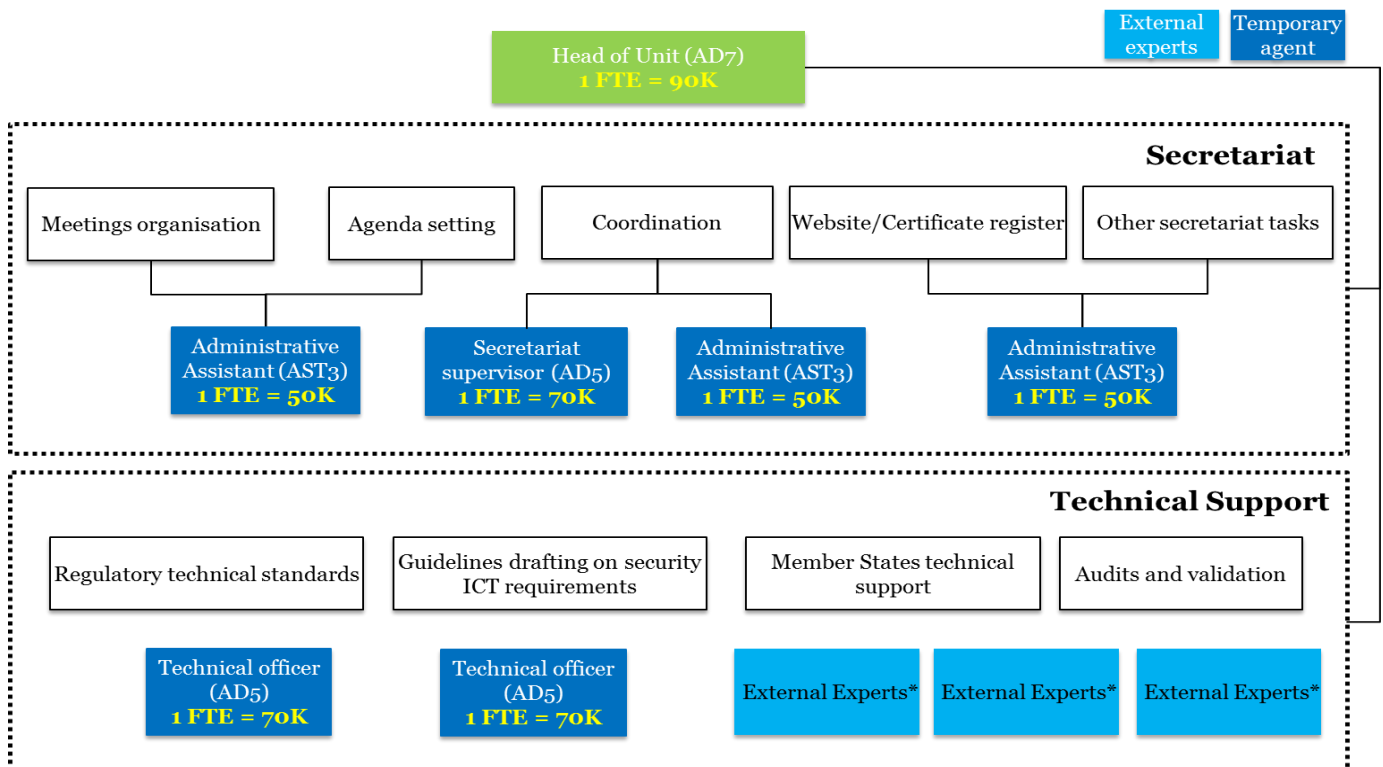 External
experts
Temporary
agent
Head of Unit (AD7)
1 FTE = 90K
Secretariat
Meetings organisation
Agenda setting
Coordination
Website/Certificate register
Other secretariat tasks
Administrative
Assistant (AST3)
1 FTE = 50K
Secretariat
supervisor (AD5)
1 FTE = 70K
Administrative
Assistant (AST3)
1 FTE = 50K
Administrative
Assistant (AST3)
1 FTE = 50K
Technical Support
Regulatory technical standards
Guidelines drafting on security
ICT requirements
Member States technical
support
Audits and validation
Technical officer
(AD5)
1 FTE = 70K
Technical officer
(AD5)
1 FTE = 70K
External Experts*
External Experts*
External Experts*